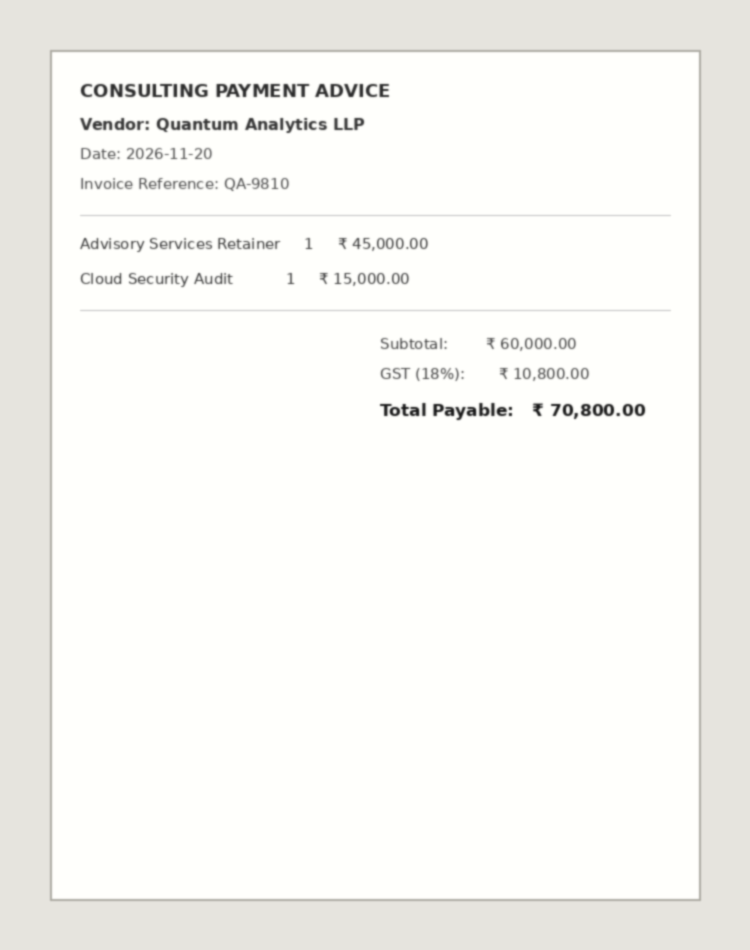 CONSULTING PAYMENT ADVICE
Vendor: Quantum Analytics LLP
Date: 2026-11-20
Invoice Reference: QA-9810
Advisory Services Retainer 1 ₹ 45,000.00
Cloud Security Audit 1 ₹ 15,000.00
Subtotal: ₹ 60,000.00
GST (18%): ₹ 10,800.00
Total Payable: ₹ 70,800.00